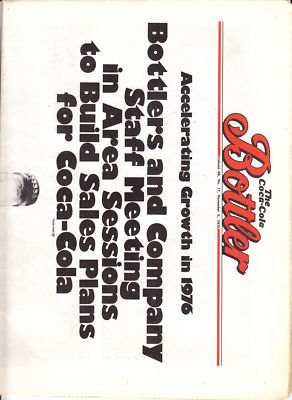 The
Coca-Cola
Bottler
Accelerating Growth in 1976
Bottlers and Company
Staff Meeting
in Area Sessions
to Build Sales Plans
for Coca-Cola